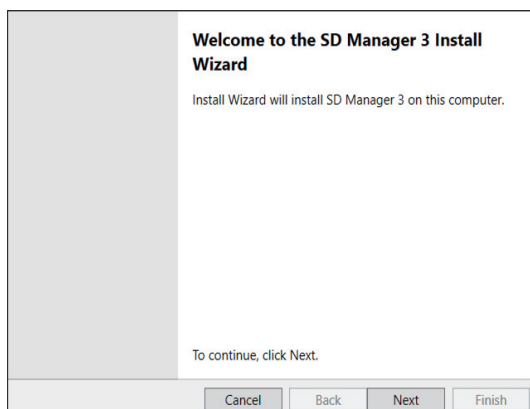 Welcome to the SD Manager 3 Install
Wizard
Install Wizard will install SD Manager 3 on this computer.
To continue, click Next.
Cancel Back Next Finish